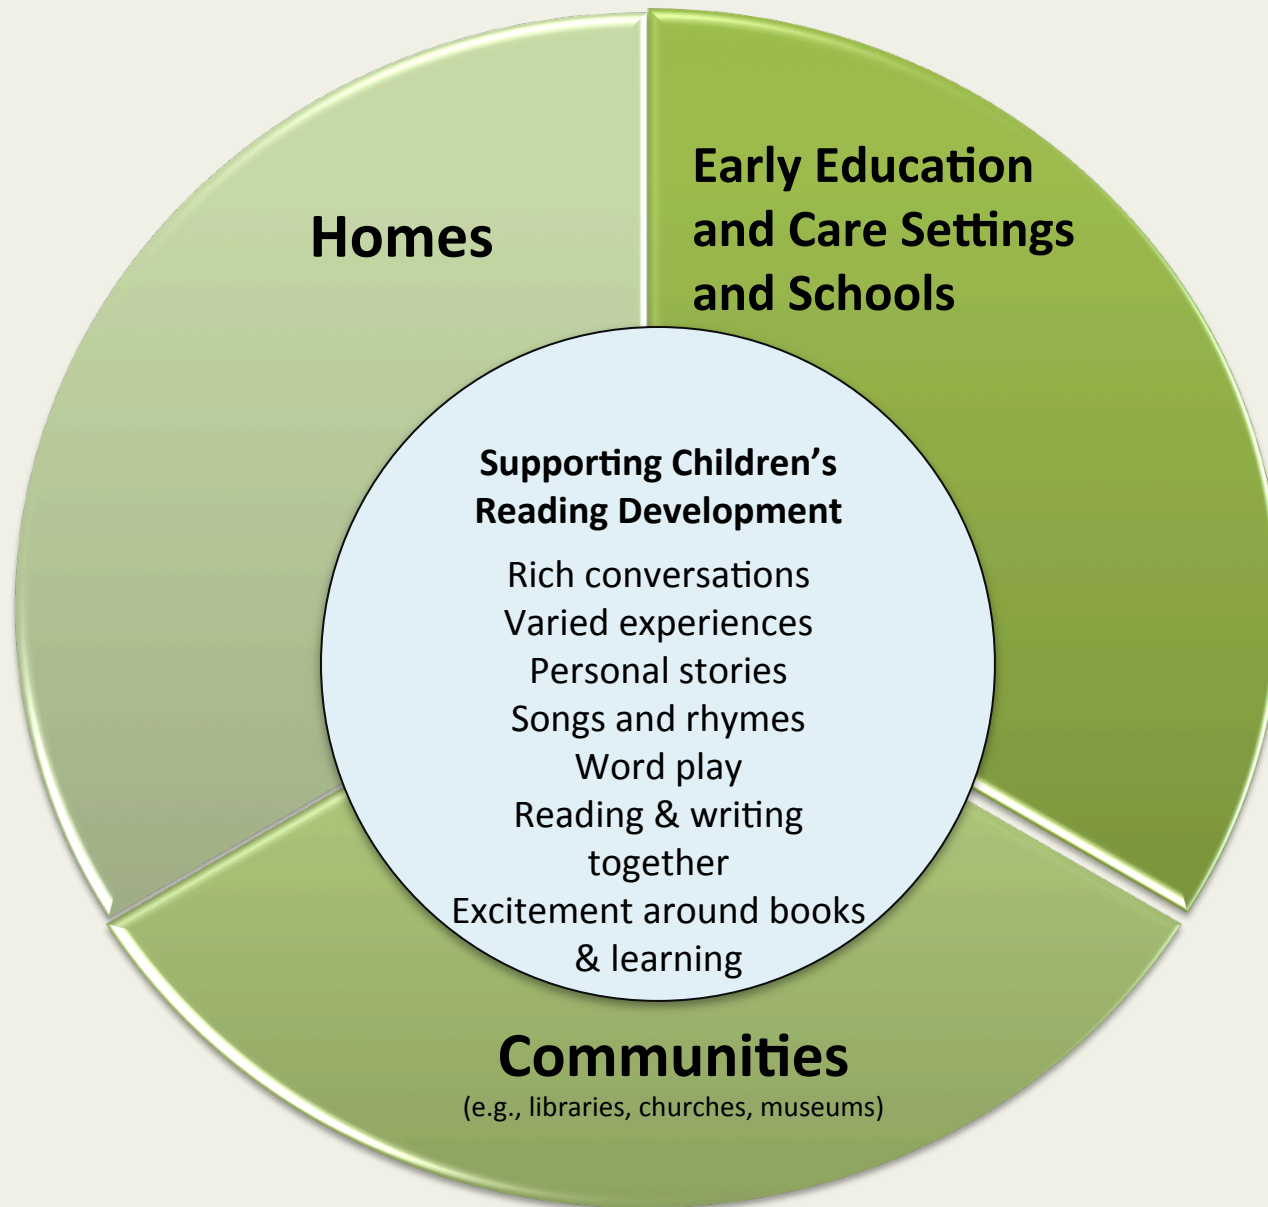 Homes
Early Education
and Care Settings
and Schools
Supporting Children’s
Reading Development
Rich conversations
Varied experiences
Personal stories
Songs and rhymes
Word play
Reading & writing
together
Excitement around books
& learning
Communities
(e.g., libraries, churches, museums)